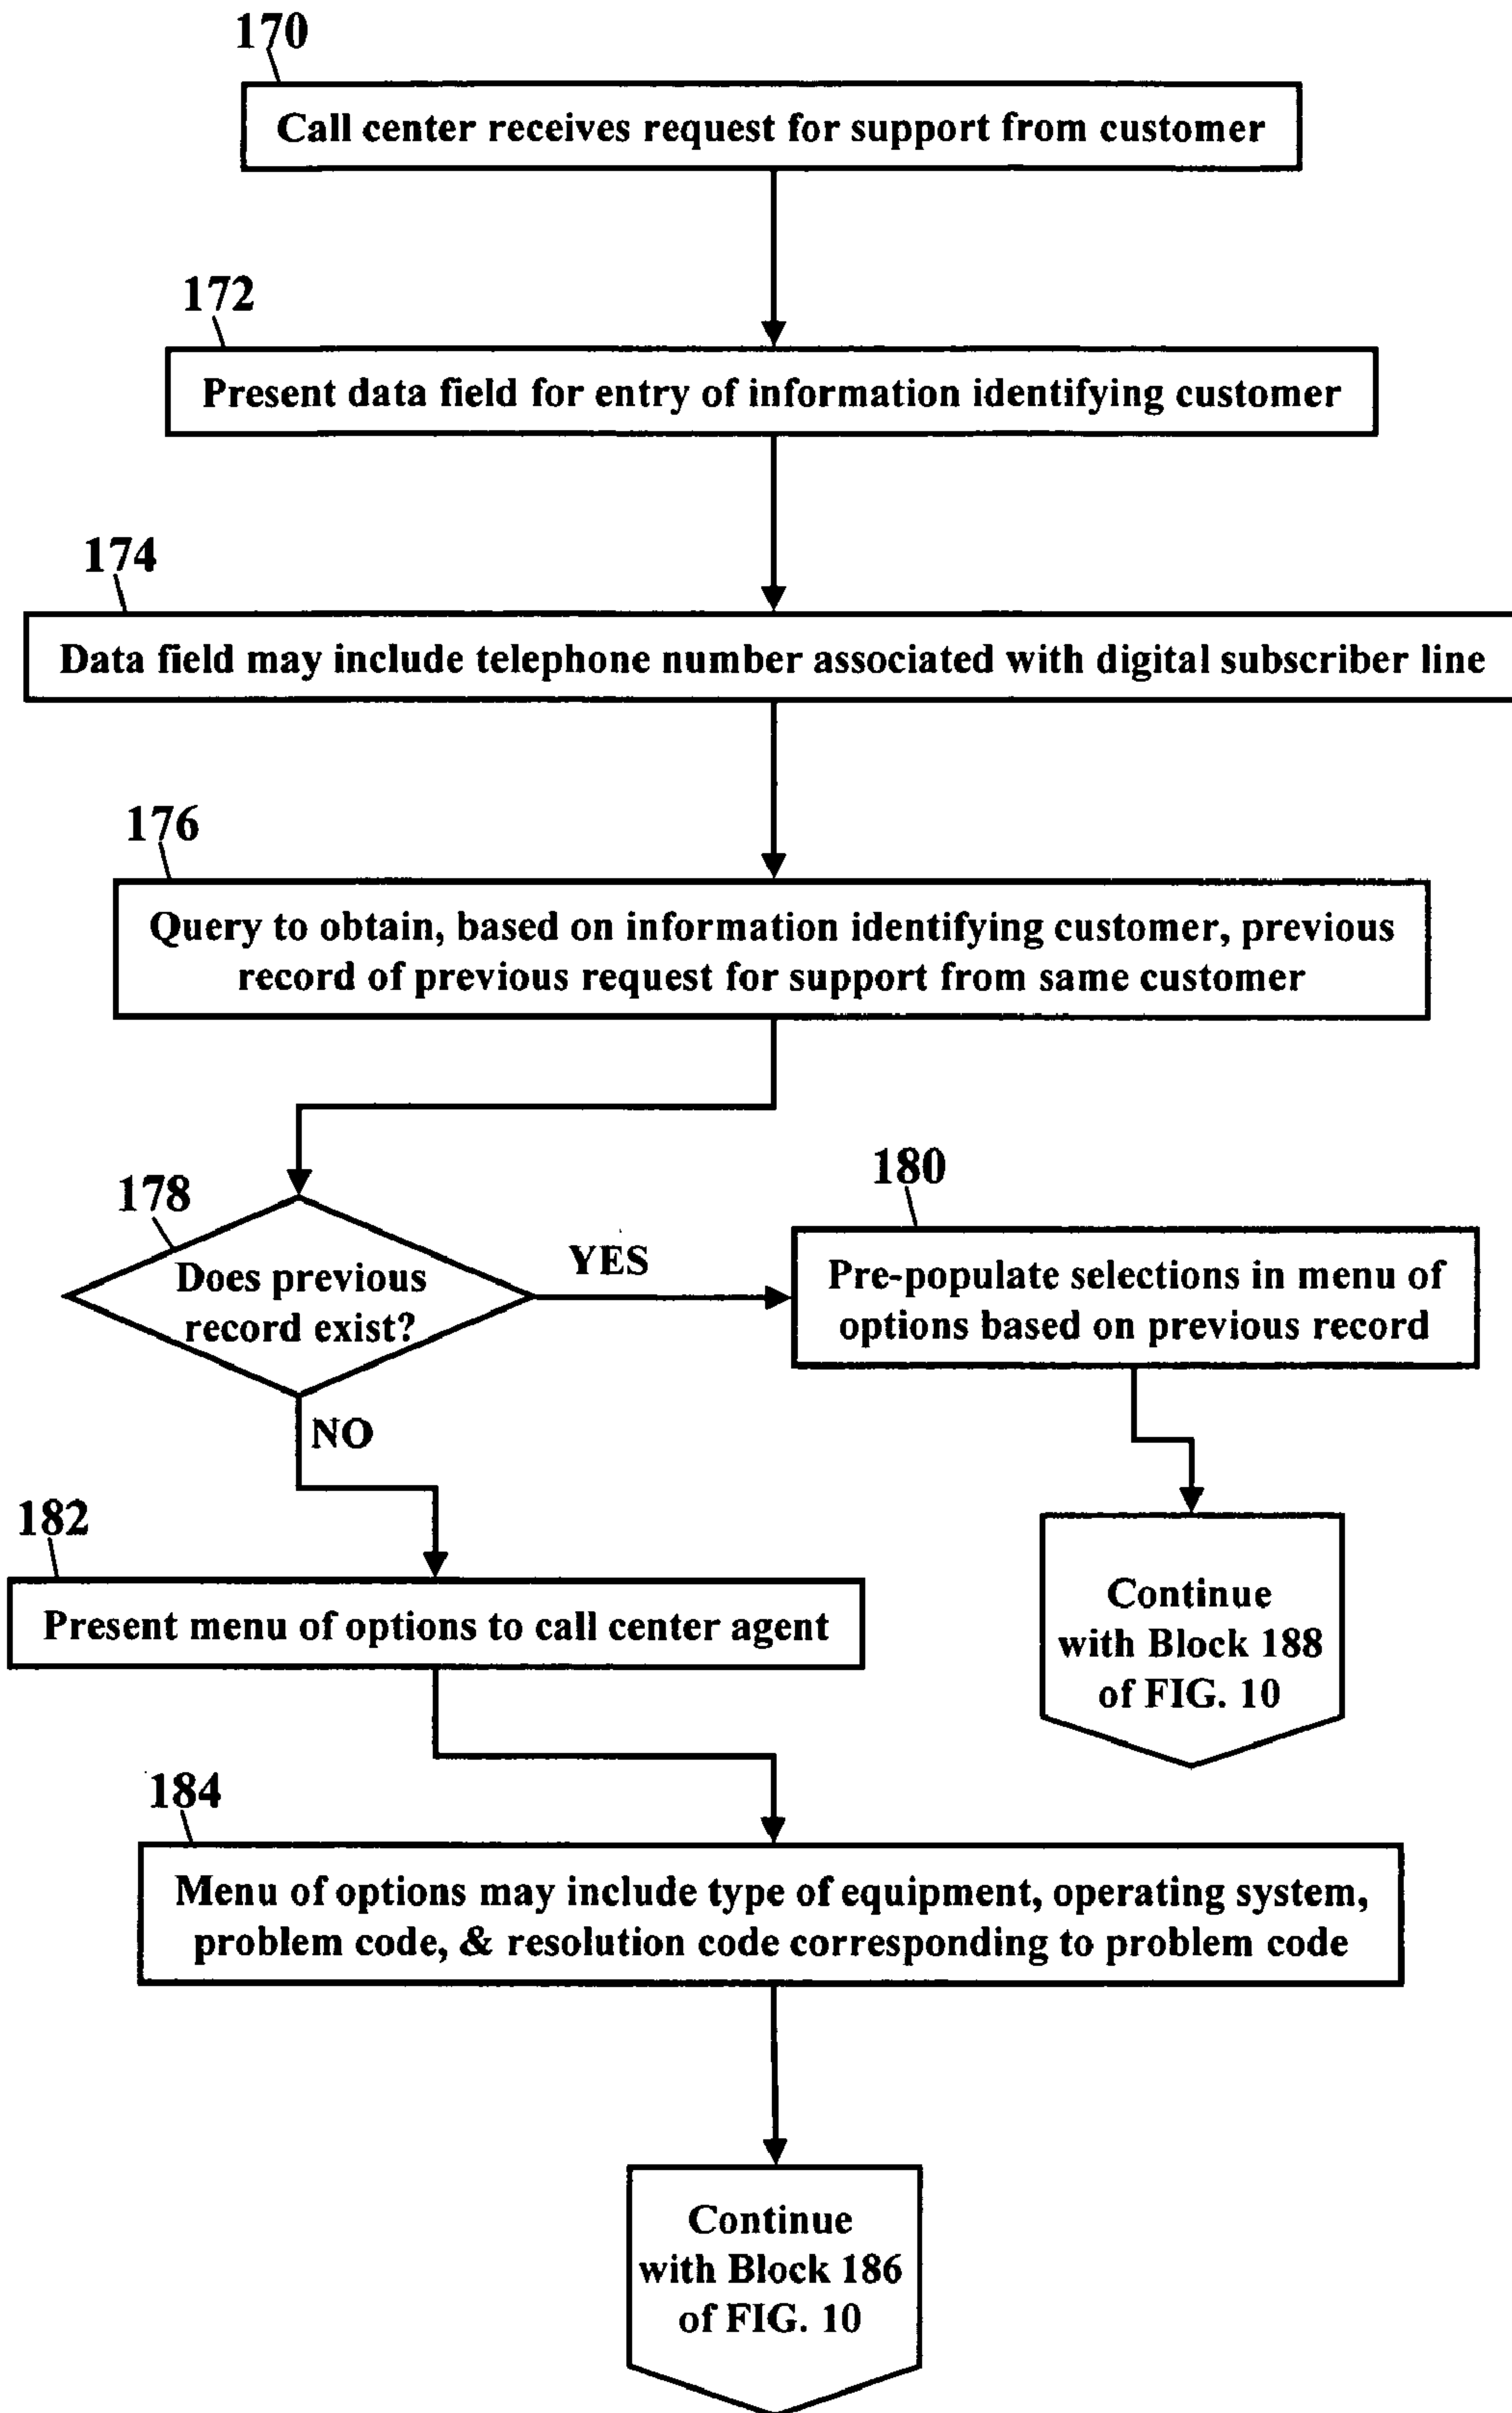 170
Call center receives request for support from customer
172
Present data field for entry of information identifying customer
174
Data field may include telephone number associated with digital subscriber line
176
Query to obtain, based on information identifying customer, previous
record of previous request for support from same customer
178
Does previous
record exist?
YES
180
Pre-populate selections in menu of
options based on previous record
NO
Continue
with Block 188
of FIG. 10
182
Present menu of options to call center agent
184
Menu of options may include type of equipment, operating system,
problem code, & resolution code corresponding to problem code
Continue
with Block 186
of FIG. 10